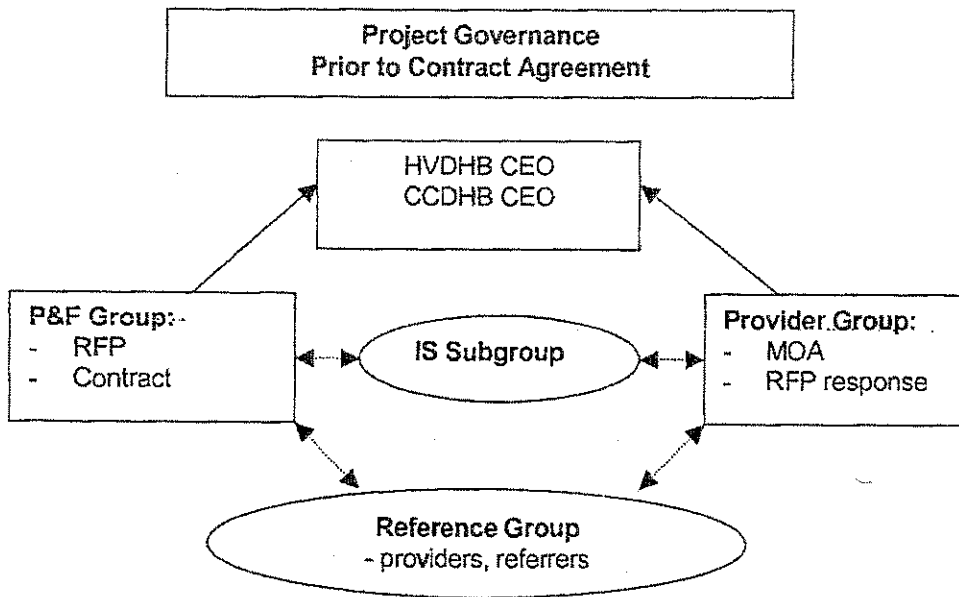 Project Governance
Prior to Contract Agreement
HVDHB CEO
CCDHB CEO
P&F Group:-
- RFP
- Contract
IS Subgroup
Provider Group:
- MOA
- RFP response
Reference Group
- providers, referrers